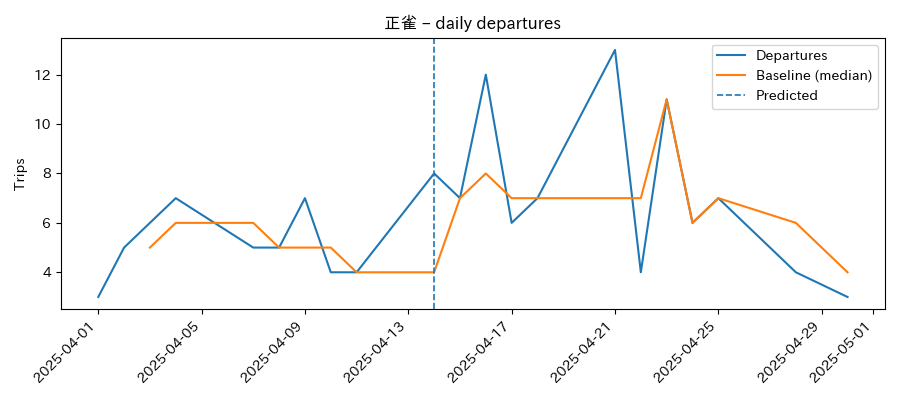 正雀 – daily departures
Departures
Baseline (median)
Predicted
Trips
12
10
8
6
4
2025-04-01
2025-04-05
2025-04-09
2025-04-13
2025-04-17
2025-04-21
2025-04-25
2025-04-29
2025-05-01